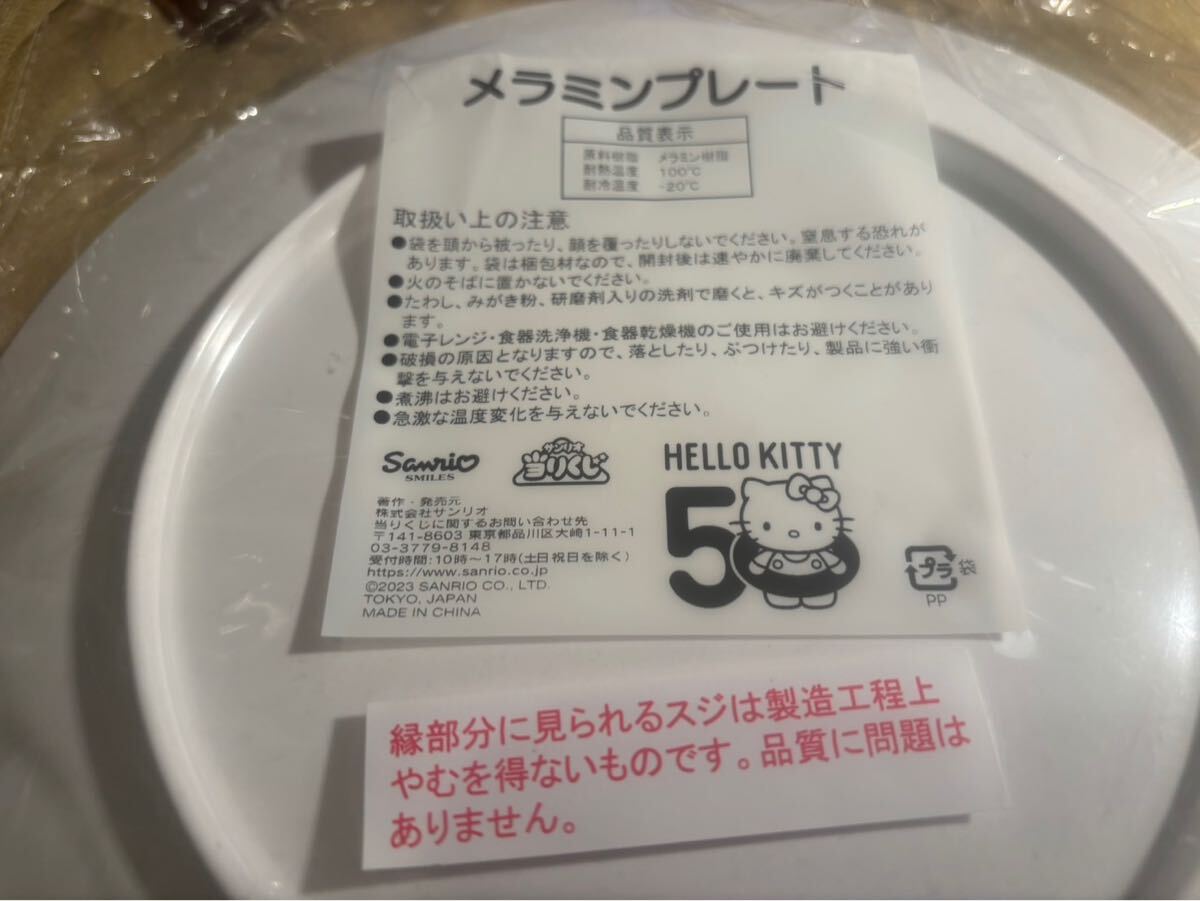 メラミンプレート
品質表示
原料樹脂 メラミン樹脂
耐熱温度 100℃
耐冷温度 -20℃
取扱い上の注意
●袋を頭から被ったり、顔を覆ったりしないでください。窒息する恐れが
あります。袋は梱包材なので、開封後は速やかに廃棄してください。
●火のそばに置かないでください。
●たわし、みがき粉、研磨剤入りの洗剤で磨くと、キズがつくことがあり
ます。
●電子レンジ・食器洗浄機・食器乾燥機のご使用はお避けください。
●破損の原因となりますので、落としたり、ぶつけたり、製品に強い衝
撃を与えないでください。
●煮沸はお避けください。
●急激な温度変化を与えないでください。
Sanrio
SMILES
サンリオ
当りくじ
HELLO KITTY
50
著作・発売元
株式会社サンリオ
当りくじに関するお問い合わせ先
〒141-8603 東京都品川区大崎1-11-1
03-3779-8148
受付時間:10時～17時(土日祝日を除く)
https://www.sanrio.co.jp
©2023 SANRIO CO., LTD.
TOKYO, JAPAN
MADE IN CHINA
プラ 袋
PP
縁部分に見られるスジは製造工程上
やむを得ないものです。品質に問題は
ありません。